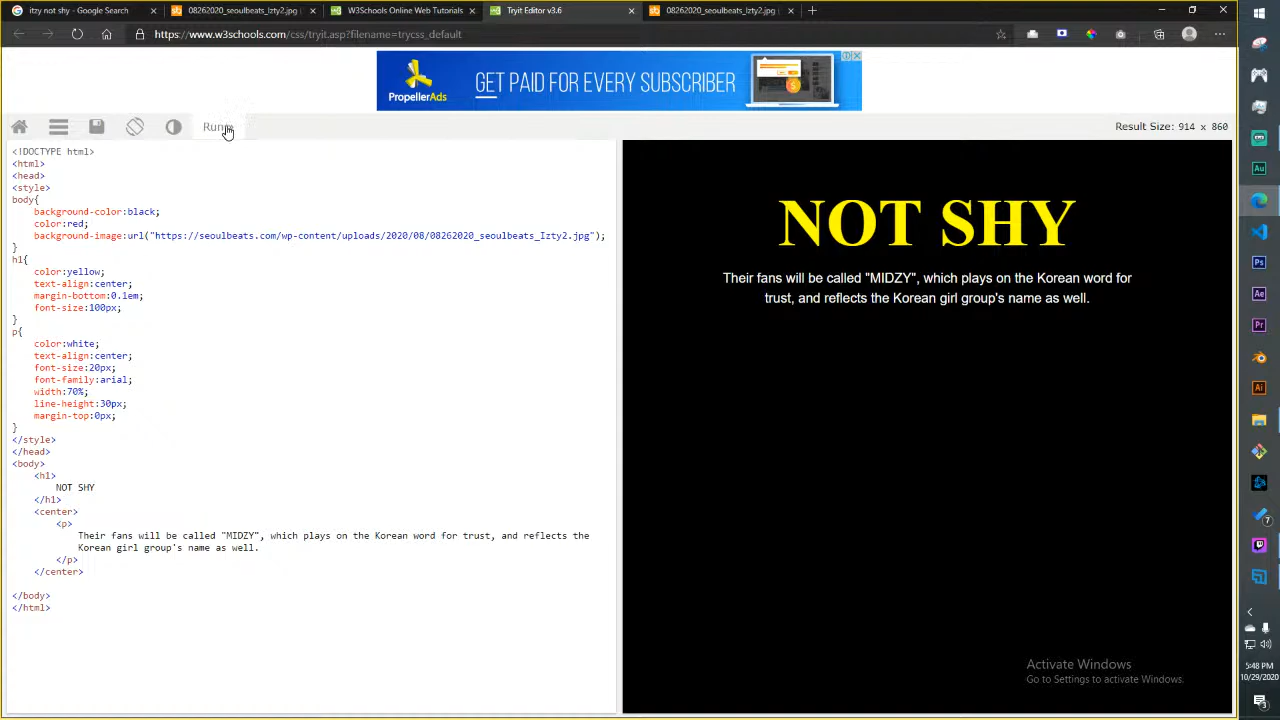 itzy not shy - Google Search
08262020_seoulbeats_Izty2.jpg (
W3Schools Online Web Tutorials
Tryit Editor v3.6
08262020_seoulbeats_Izty2.jpg (
https://www.w3schools.com/css/tryit.asp?filename=trycss_default
PropellerAds
GET PAID FOR EVERY SUBSCRIBER
Run
Result Size: 914 x 860
<!DOCTYPE html>
<html>
<head>
<style>
body{
background-color:black;
color:red;
background-image:url("https://seoulbeats.com/wp-content/uploads/2020/08/08262020_seoulbeats_Izty2.jpg");
}
h1{
color:yellow;
text-align:center;
margin-bottom:0.1em;
font-size:100px;
}
p{
color:white;
text-align:center;
font-size:20px;
font-family:arial;
width:70%;
line-height:30px;
margin-top:0px;
}
</style>
</head>
<body>
<h1>
NOT SHY
</h1>
<center>
<p>
Their fans will be called "MIDZY", which plays on the Korean word for trust, and reflects the
Korean girl group's name as well.
</p>
</center>
</body>
</html>
NOT SHY
Their fans will be called "MIDZY", which plays on the Korean word for
trust, and reflects the Korean girl group's name as well.
Activate Windows
Go to Settings to activate Windows.
Au
Ps
Ae
Pr
Ai
7
5:48 PM
10/29/2020
3